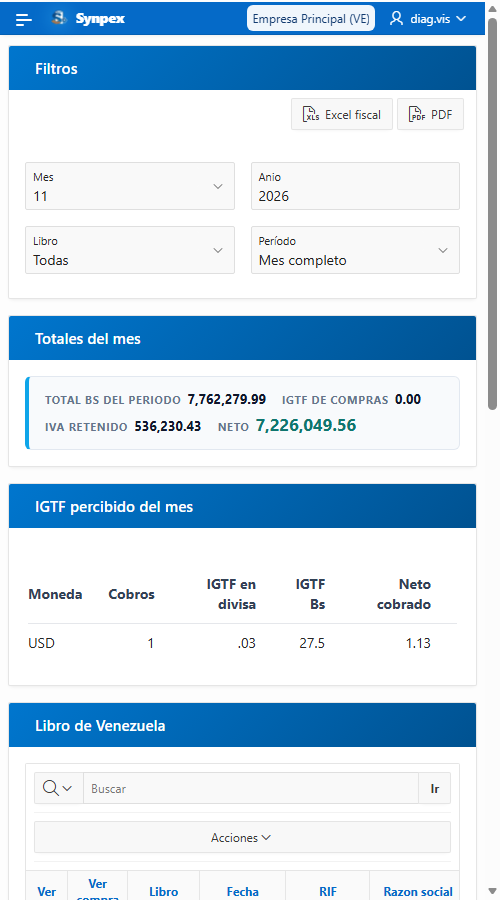 Synpex
Empresa Principal (VE)
diag.vis
Filtros
XLS Excel fiscal
PDF PDF
Mes
11
Anio
2026
Libro
Todas
Período
Mes completo
Totales del mes
TOTAL BS DEL PERIODO 7,762,279.99 IGTF DE COMPRAS 0.00
IVA RETENIDO 536,230.43 NETO 7,226,049.56
IGTF percibido del mes
Moneda Cobros IGTF en divisa IGTF Bs Neto cobrado
USD 1 .03 27.5 1.13
Libro de Venezuela
Buscar
Ir
Acciones
Ver Ver compra Libro Fecha RIF Razon social